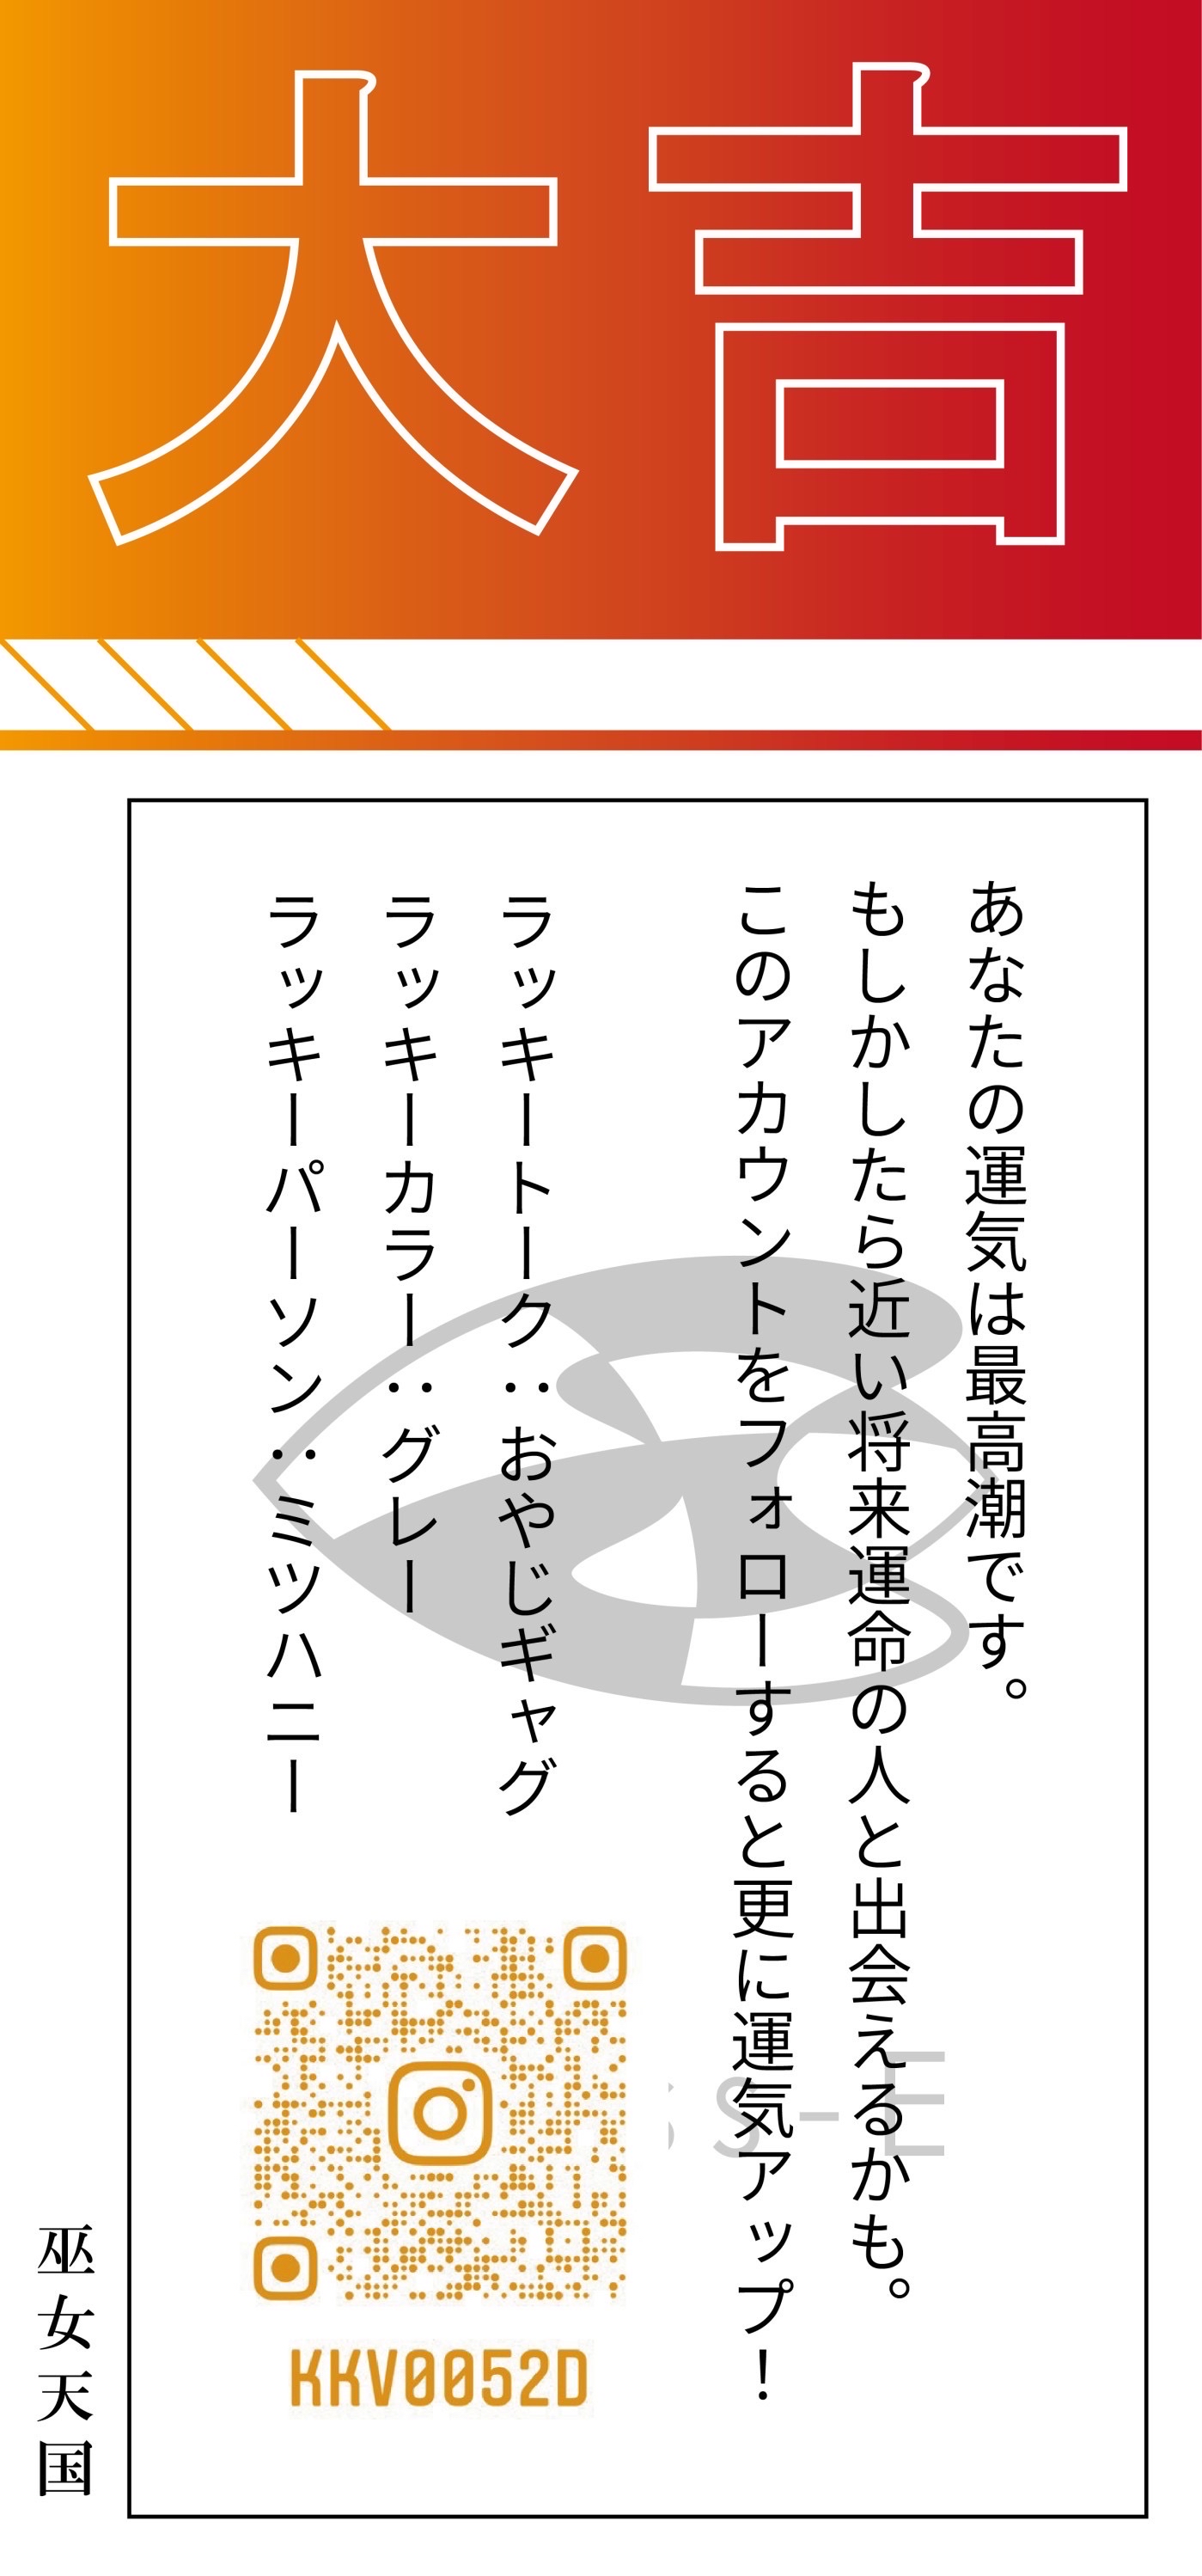 大吉
あなたの運気は最高潮です。
もしかしたら近い将来運命の人と出会えるかも。
このアカウントをフォローすると更に運気アップ！
ラッキートーク：おやじギャグ
ラッキーカラー：グレー
ラッキーパーソン：ミツハニー
s-E
KKV0052D
巫女天国